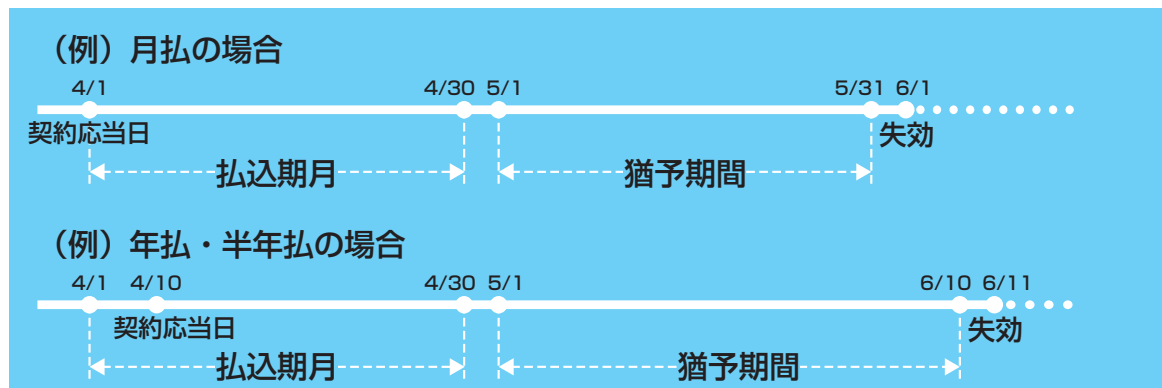 （例）月払の場合
4/1 4/30 5/1 5/31 6/1
契約応当日 失効
払込期月 猶予期間
（例）年払・半年払の場合
4/1 4/10 4/30 5/1 6/10 6/11
契約応当日 失効
払込期月 猶予期間